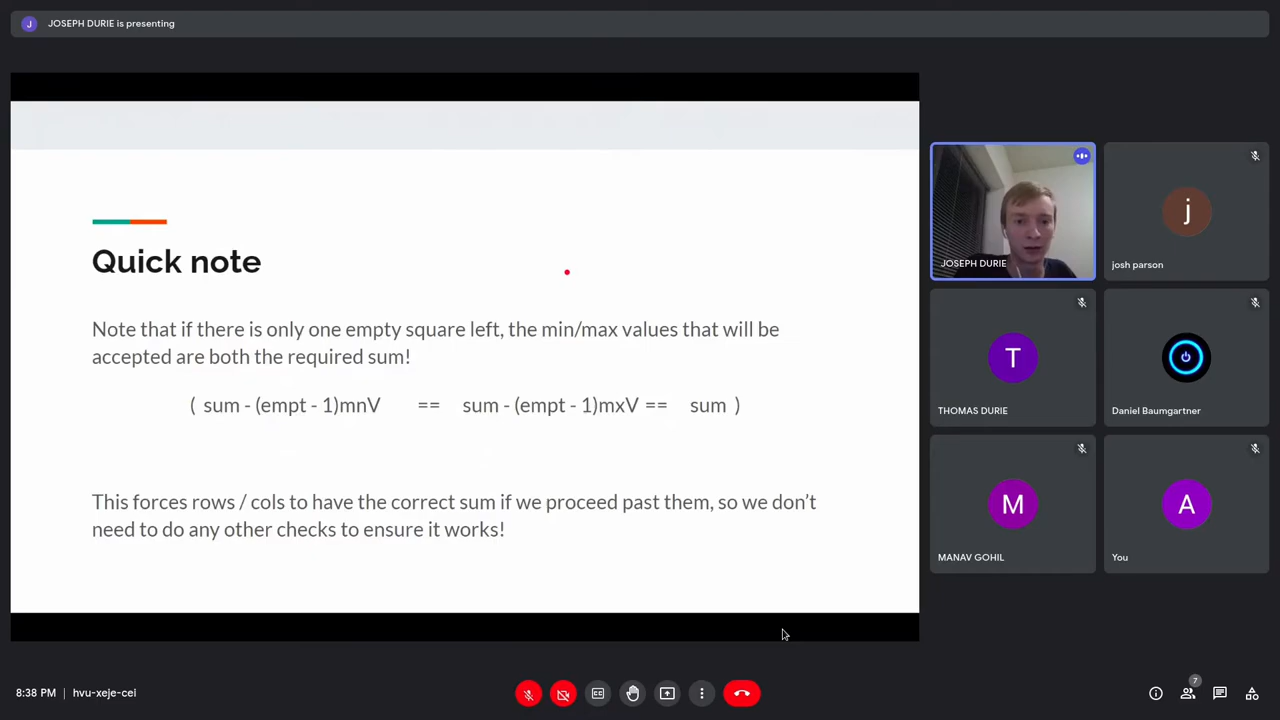 J
JOSEPH DURIE is presenting
Quick note
Note that if there is only one empty square left, the min/max values that will be
accepted are both the required sum!
( sum - (empt - 1)mnV == sum - (empt - 1)mxV == sum )
This forces rows / cols to have the correct sum if we proceed past them, so we don't
need to do any other checks to ensure it works!
JOSEPH DURIE
j
josh parson
T
THOMAS DURIE
Daniel Baumgartner
M
MANAV GOHIL
A
You
8:38 PM | hvu-xeje-cei
CC
7